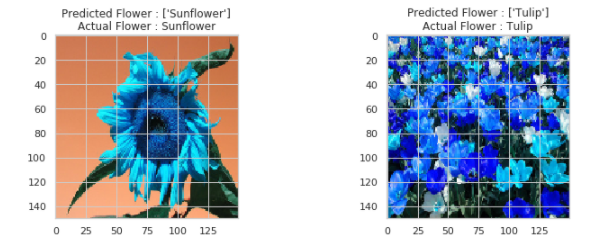 Predicted Flower : ['Sunflower']
Actual Flower : Sunflower
0
20
40
60
80
100
120
140
0 25 50 75 100 125
Predicted Flower : ['Tulip']
Actual Flower : Tulip
0
20
40
60
80
100
120
140
0 25 50 75 100 125